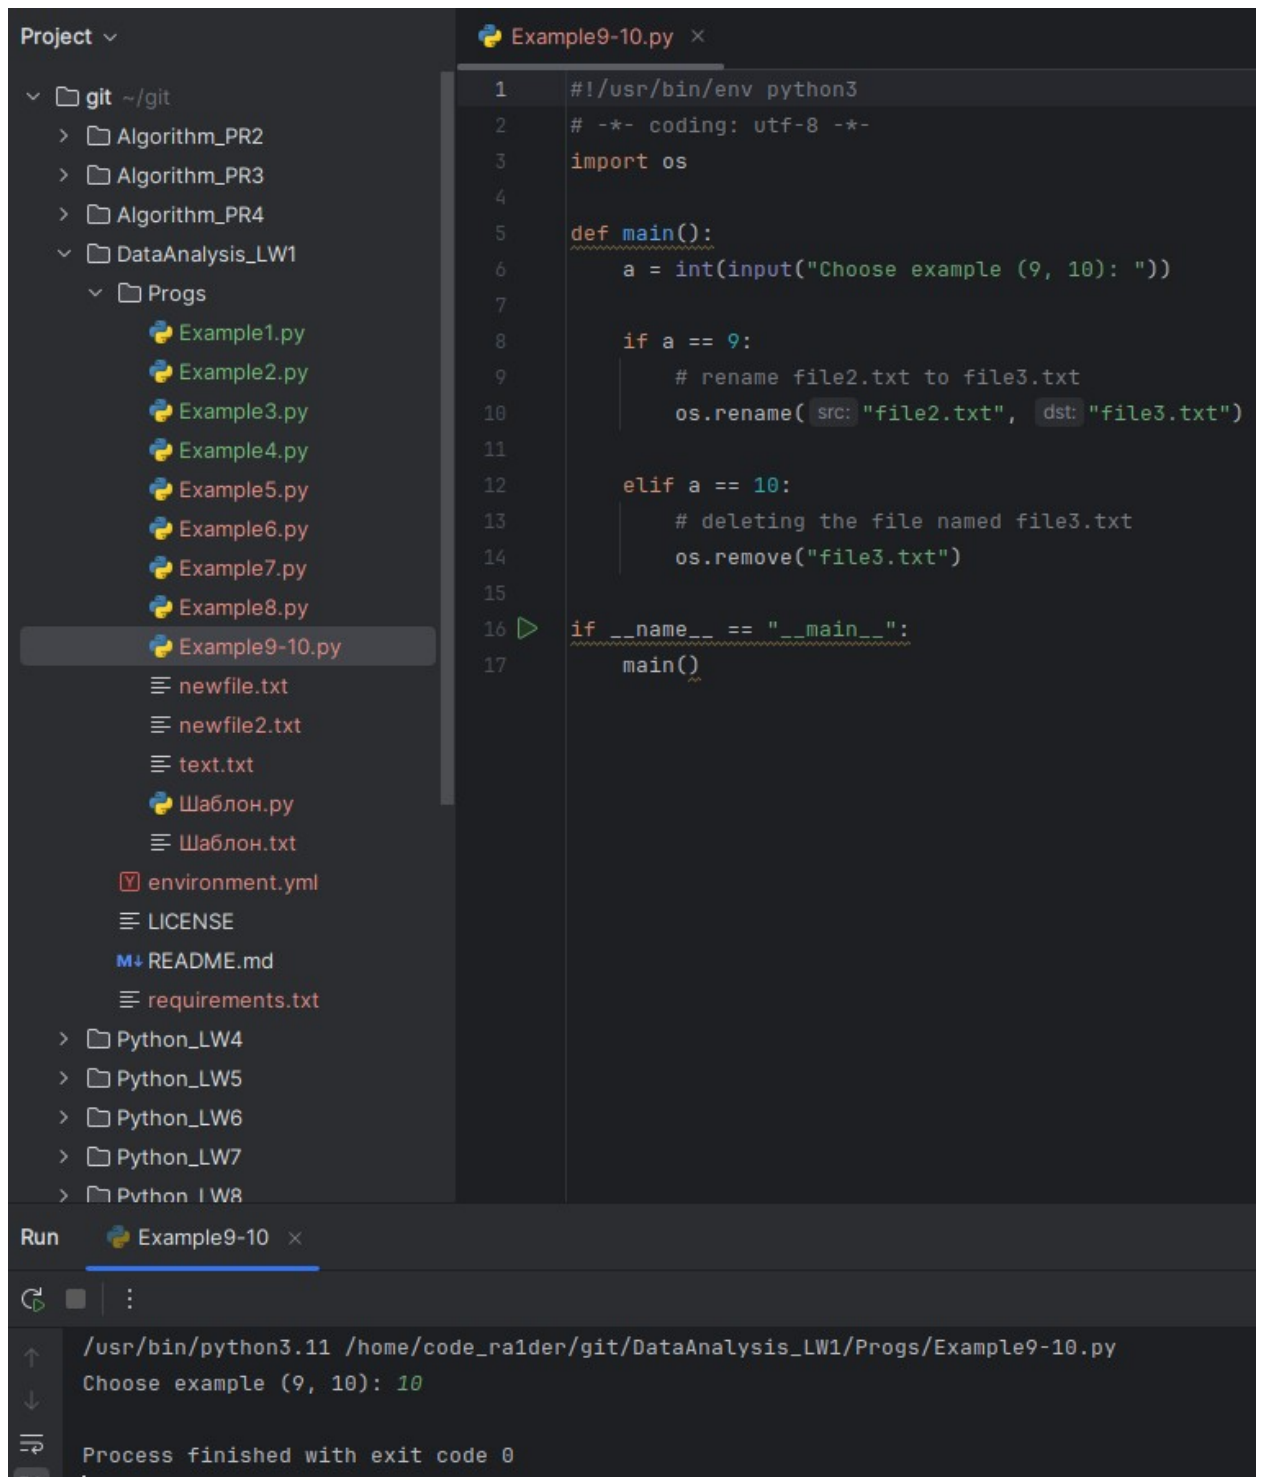 Project
git ~/git
Algorithm_PR2
Algorithm_PR3
Algorithm_PR4
DataAnalysis_LW1
Progs
Example1.py
Example2.py
Example3.py
Example4.py
Example5.py
Example6.py
Example7.py
Example8.py
Example9-10.py
newfile.txt
newfile2.txt
text.txt
Шаблон.py
Шаблон.txt
environment.yml
LICENSE
M↓ README.md
requirements.txt
Python_LW4
Python_LW5
Python_LW6
Python_LW7
Python_LW8
Example9-10.py ×
1 #!/usr/bin/env python3
2 # -*- coding: utf-8 -*-
3 import os
4
5 def main():
6 a = int(input("Choose example (9, 10): "))
7
8 if a == 9:
9 # rename file2.txt to file3.txt
10 os.rename( src: "file2.txt", dst: "file3.txt")
11
12 elif a == 10:
13 # deleting the file named file3.txt
14 os.remove("file3.txt")
15
16 if __name__ == "__main__":
17 main()
Run Example9-10 ×
/usr/bin/python3.11 /home/code_ra1der/git/DataAnalysis_LW1/Progs/Example9-10.py
Choose example (9, 10): 10
Process finished with exit code 0